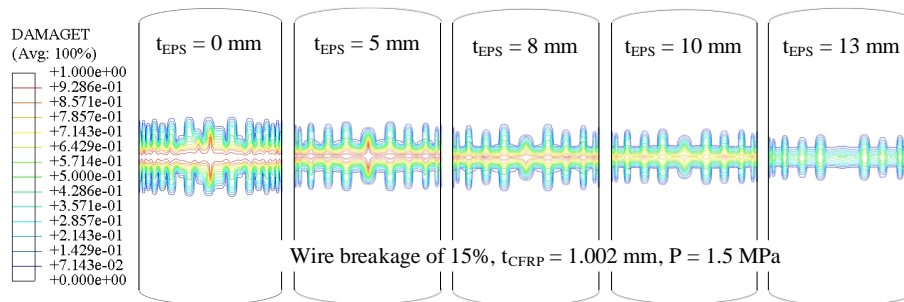 DAMAGET
(Avg: 100%)
+1.000e+00
+9.286e-01
+8.571e-01
+7.857e-01
+7.143e-01
+6.429e-01
+5.714e-01
+5.000e-01
+4.286e-01
+3.571e-01
+2.857e-01
+2.143e-01
+1.429e-01
+7.143e-02
+0.000e+00
tEPS = 0 mm
tEPS = 5 mm
tEPS = 8 mm
tEPS = 10 mm
tEPS = 13 mm
Wire breakage of 15%, tCFRP = 1.002 mm, P = 1.5 MPa